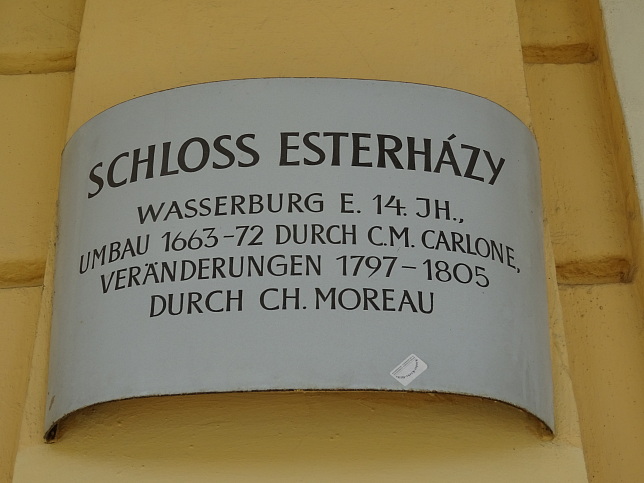 SCHLOSS ESTERHÁZY
WASSERBURG E. 14. JH.,
UMBAU 1663-72 DURCH C.M. CARLONE,
VERÄNDERUNGEN 1797-1805
DURCH CH. MOREAU